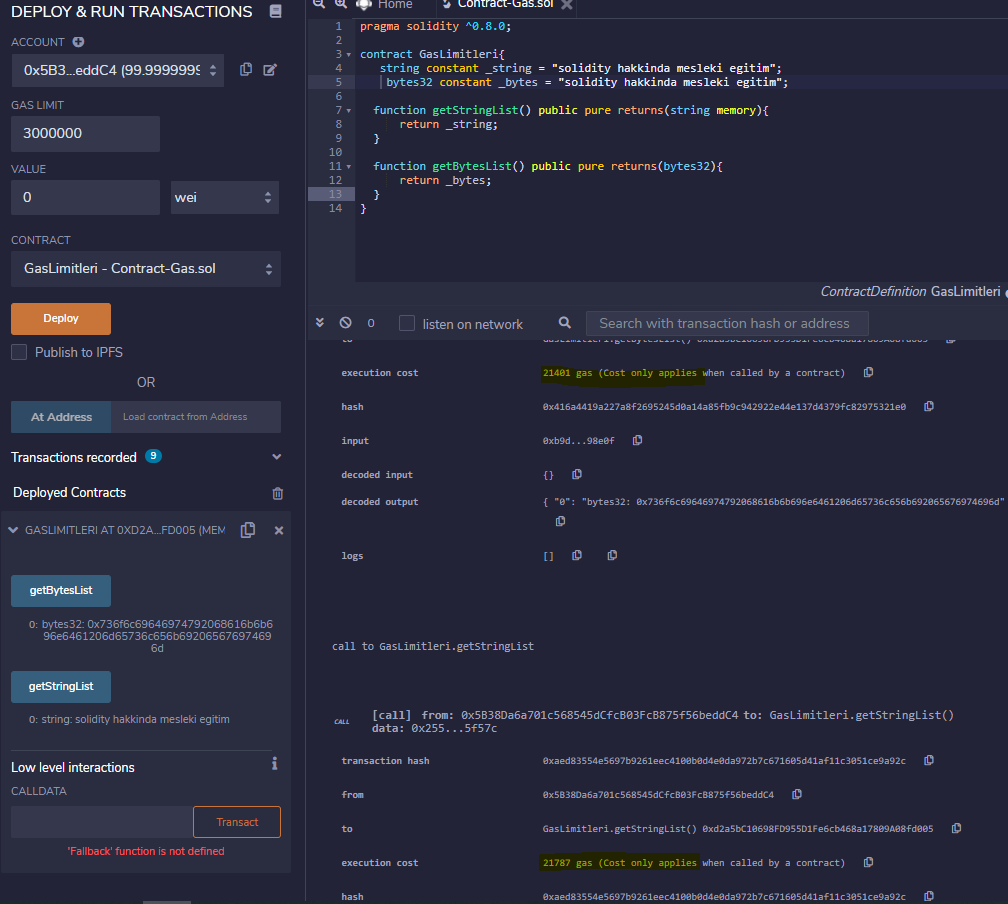 DEPLOY & RUN TRANSACTIONS
ACCOUNT
0x5B3...eddC4 (99.9999999
GAS LIMIT
3000000
VALUE
0
wei
CONTRACT
GasLimitleri - Contract-Gas.sol
Deploy
Publish to IPFS
OR
At Address
Load contract from Address
Transactions recorded 9
Deployed Contracts
GASLIMITLERI AT 0XD2A...FD005 (MEM
getBytesList
0: bytes32: 0x736f6c69646974792068616b6b6
96e6461206d65736c656b692065676974 69
6d
getStringList
0: string: solidity hakkinda mesleki egitim
Low level interactions
CALLDATA
Transact
'Fallback' function is not defined
Home
Contract-Gas.sol
1 pragma solidity ^0.8.0;
2
3 contract GasLimitleri{
4 string constant _string = "solidity hakkinda mesleki egitim";
5 bytes32 constant _bytes = "solidity hakkinda mesleki egitim";
6
7 function getStringList() public pure returns(string memory){
8 return _string;
9 }
10
11 function getBytesList() public pure returns(bytes32){
12 return _bytes;
13 }
14 }
ContractDefinition GasLimitleri
0
listen on network
Search with transaction hash or address
execution cost 21401 gas (Cost only applies when called by a contract)
hash 0x416a4419a227a8f2695245d0a14a85fb9c942922e44e137d4379fc82975321e0
input 0xb9d...98e0f
decoded input {}
decoded output { "0": "bytes32: 0x736f6c69646974792068616b6b696e6461206d65736c656b692065676974696d"
logs []
call to GasLimitleri.getStringList
CALL [call] from: 0x5B38Da6a701c568545dCfcB03FcB875f56beddC4 to: GasLimitleri.getStringList()
data: 0x255...5f57c
transaction hash 0xaed83554e5697b9261eec4100b0d4e0da972b7c671605d41af11c3051ce9a92c
from 0x5B38Da6a701c568545dCfcB03FcB875f56beddC4
to GasLimitleri.getStringList() 0xd2a5bC10698FD955D1Fe6cb468a17809A08fd005
execution cost 21787 gas (Cost only applies when called by a contract)
hash 0xaed83554e5697b9261eec4100b0d4e0da972b7c671605d41af11c3051ce9a92c